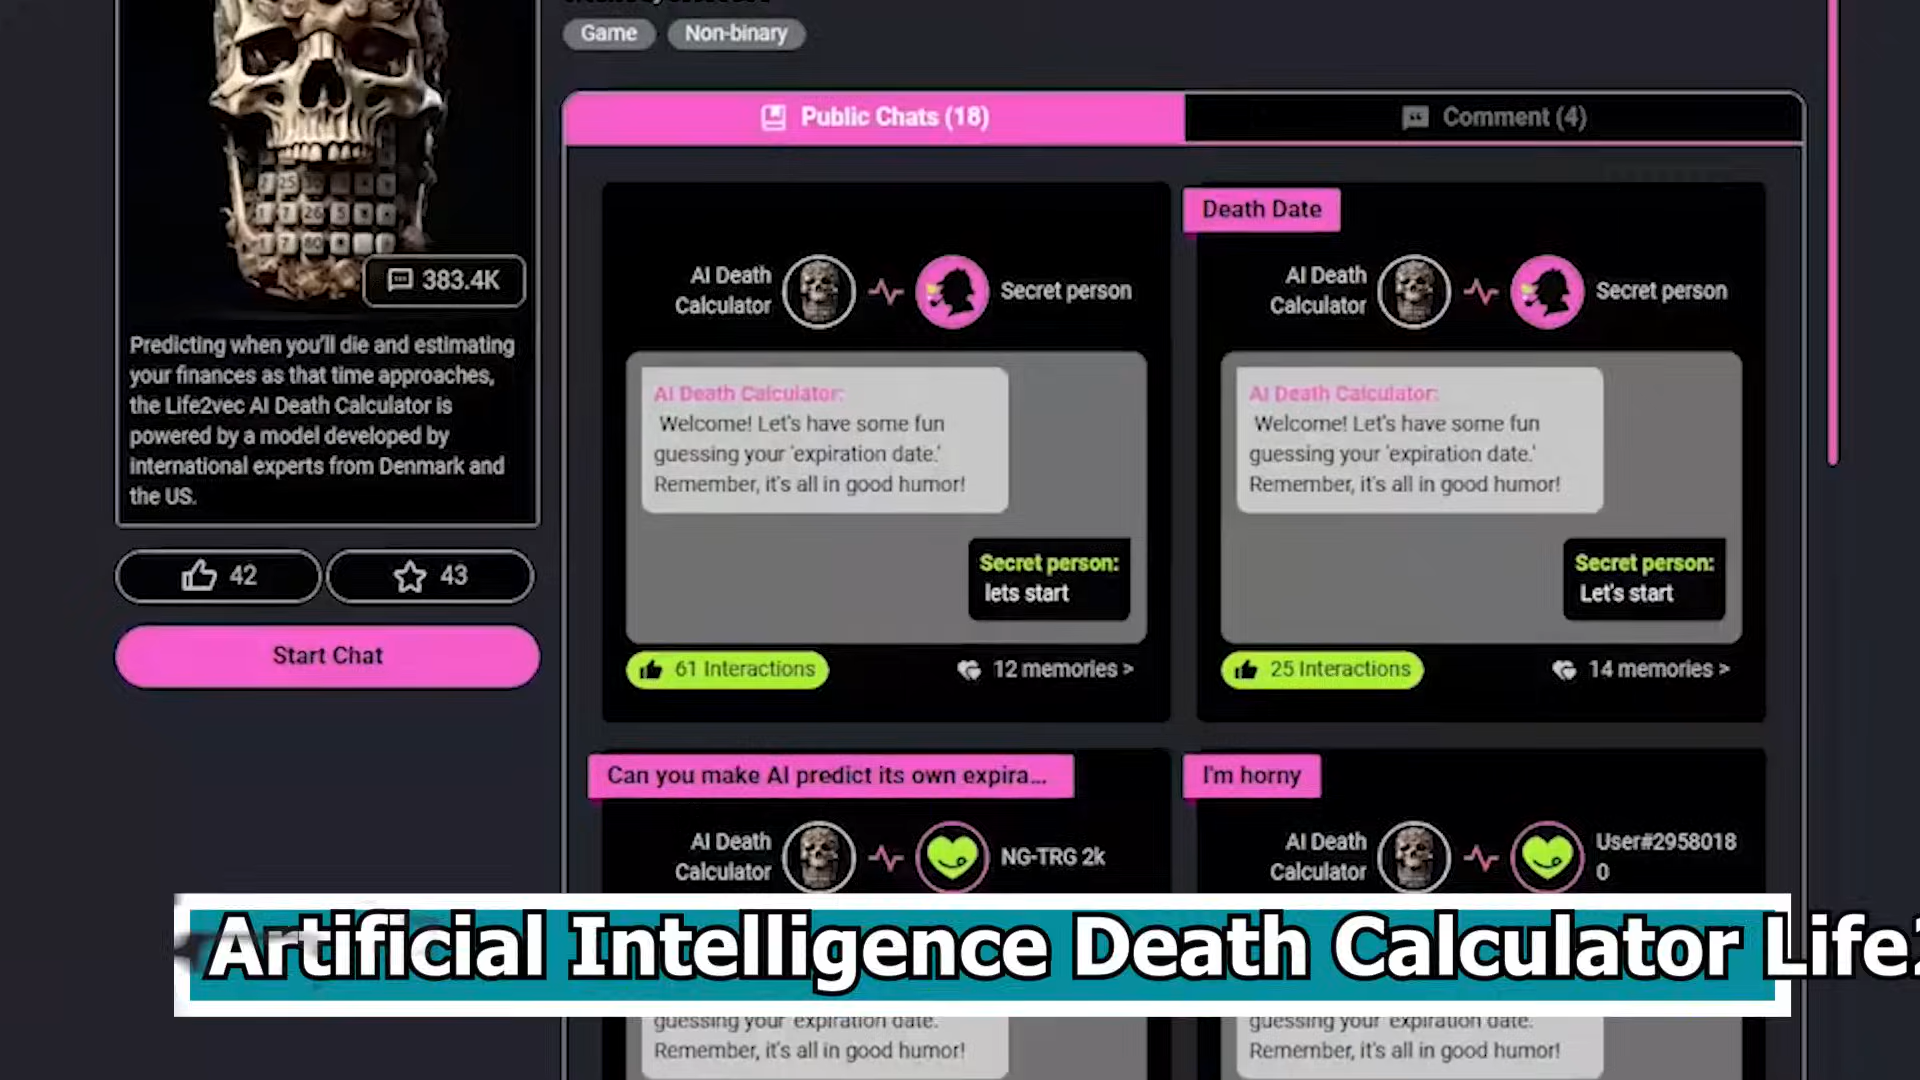 Game
Non-binary
Public Chats (18)
Comment (4)
383.4K
Predicting when you'll die and estimating
your finances as that time approaches,
the Life2vec AI Death Calculator is
powered by a model developed by
international experts from Denmark and
the US.
42
43
Start Chat
AI Death
Calculator
Secret person
AI Death Calculator:
Welcome! Let's have some fun
guessing your 'expiration date.'
Remember, it's all in good humor!
Secret person:
lets start
61 Interactions
12 memories >
Death Date
AI Death
Calculator
Secret person
AI Death Calculator:
Welcome! Let's have some fun
guessing your 'expiration date.'
Remember, it's all in good humor!
Secret person:
Let's start
25 Interactions
14 memories >
Can you make AI predict its own expira...
AI Death
Calculator
NG-TRG 2k
guessing your 'expiration date.'
Remember, it's all in good humor!
I'm horny
AI Death
Calculator
User#2958018
0
guessing your 'expiration date.'
Remember, it's all in good humor!
Artificial Intelligence Death Calculator Life2